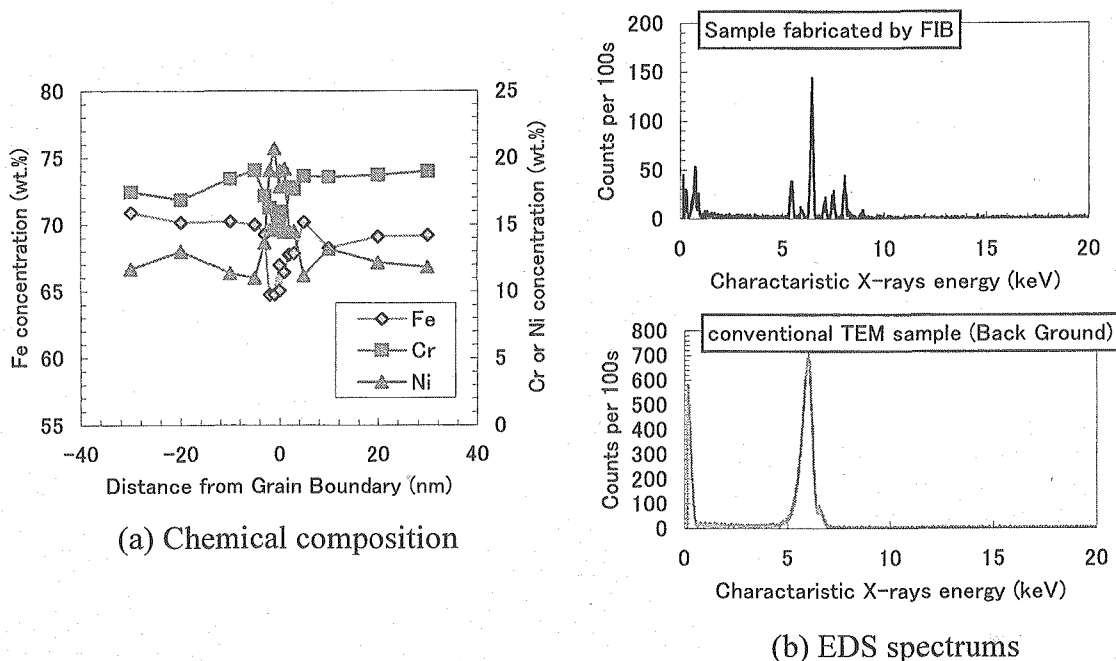 80
75
70
65
60
55
Fe concentration (wt.%)
25
20
15
10
5
0
Cr or Ni concentration (wt.%)
Fe
Cr
Ni
-40
-20
0
20
40
Distance from Grain Boundary (nm)
(a) Chemical composition
200
150
100
50
0
Counts per 100s
Sample fabricated by FIB
0
5
10
15
20
Charactaristic X-rays energy (keV)
800
700
600
500
400
300
200
100
0
Counts per 100s
conventional TEM sample (Back Ground)
0
5
10
15
20
Charactaristic X-rays energy (keV)
(b) EDS spectrums